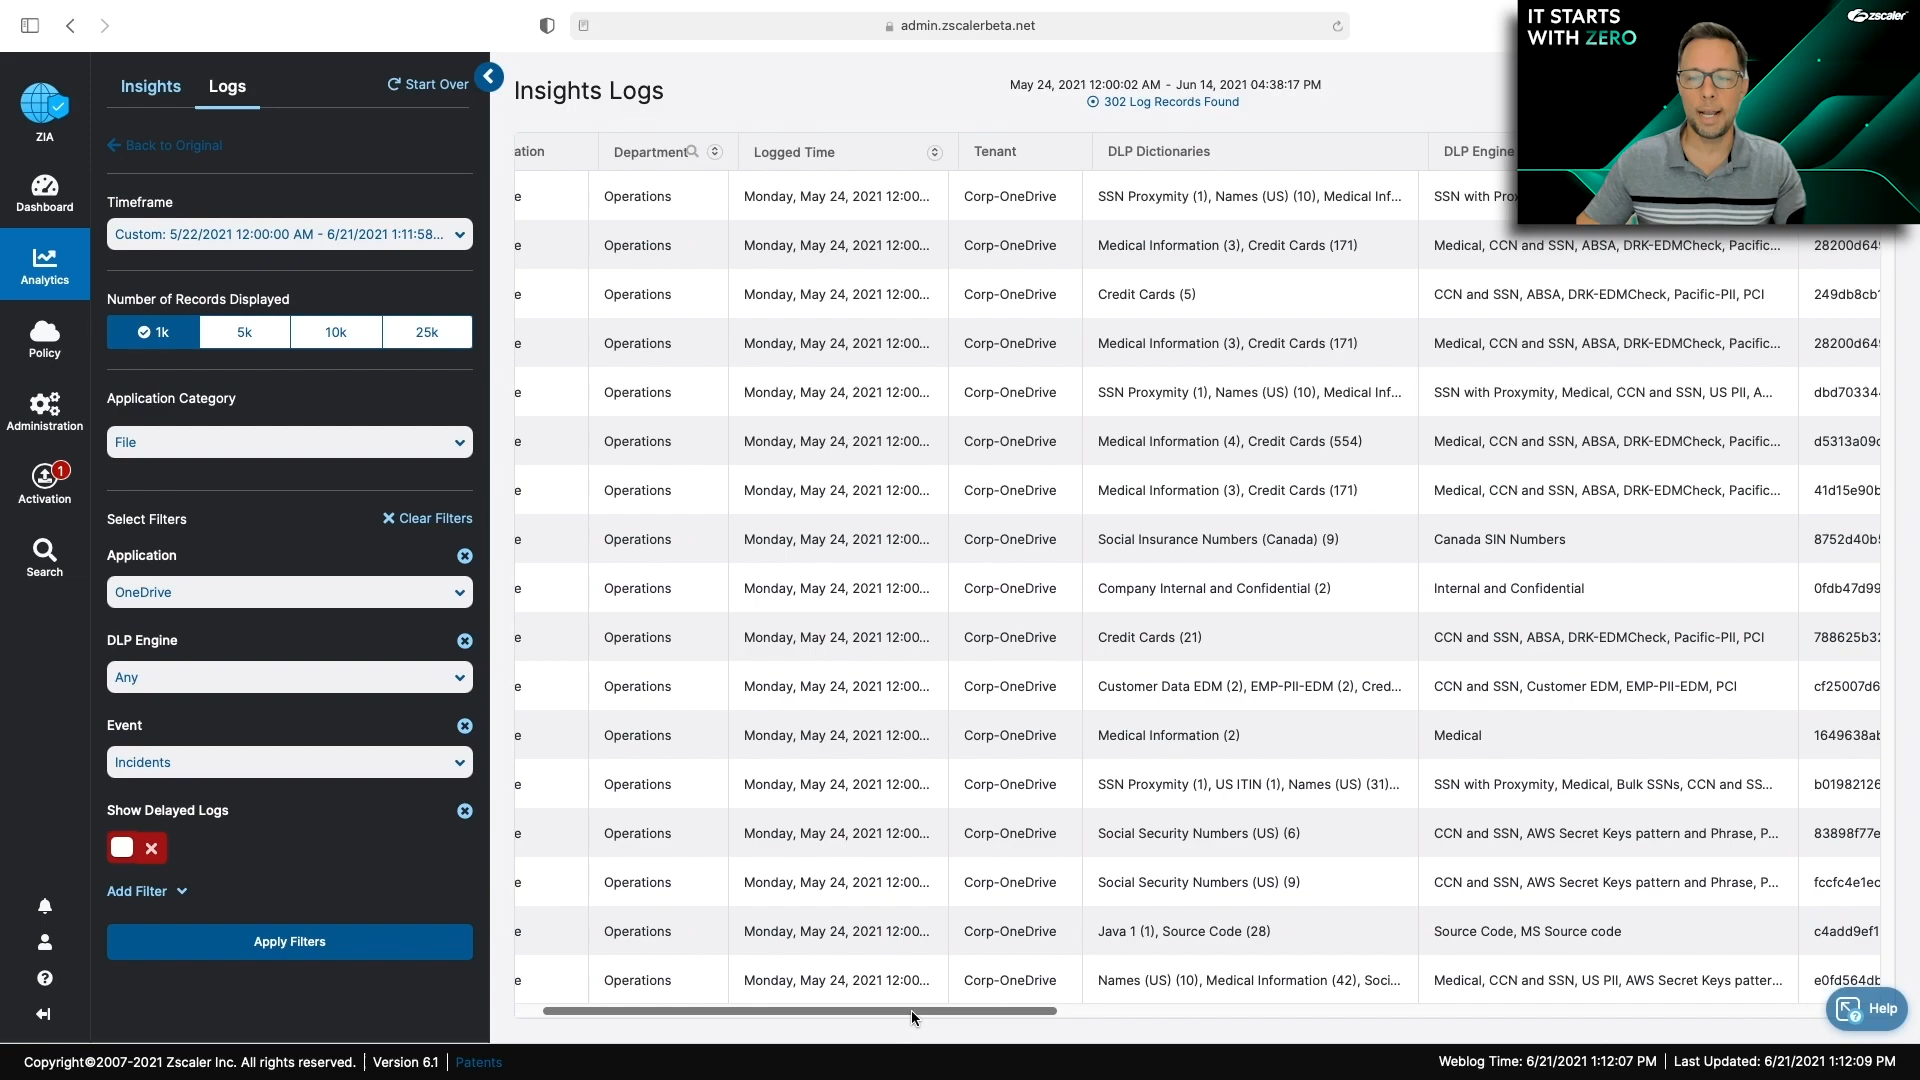 admin.zscalerbeta.net
IT STARTS
WITH ZERO
zscaler
ZIA
Dashboard
Analytics
Policy
Administration
1
Activation
Search
Insights
Logs
Start Over
Back to Original
Timeframe
Custom: 5/22/2021 12:00:00 AM - 6/21/2021 1:11:58...
Number of Records Displayed
1k 5k 10k 25k
Application Category
File
Select Filters
Clear Filters
Application
OneDrive
DLP Engine
Any
Event
Incidents
Show Delayed Logs
Add Filter
Apply Filters
Insights Logs
May 24, 2021 12:00:02 AM - Jun 14, 2021 04:38:17 PM
302 Log Records Found
ation Department Logged Time Tenant DLP Dictionaries DLP Engine
e Operations Monday, May 24, 2021 12:00... Corp-OneDrive SSN Proxymity (1), Names (US) (10), Medical Inf... SSN with Pro
e Operations Monday, May 24, 2021 12:00... Corp-OneDrive Medical Information (3), Credit Cards (171) Medical, CCN and SSN, ABSA, DRK-EDMCheck, Pacific... 28200d64
e Operations Monday, May 24, 2021 12:00... Corp-OneDrive Credit Cards (5) CCN and SSN, ABSA, DRK-EDMCheck, Pacific-PII, PCI 249db8cb
e Operations Monday, May 24, 2021 12:00... Corp-OneDrive Medical Information (3), Credit Cards (171) Medical, CCN and SSN, ABSA, DRK-EDMCheck, Pacific... 28200d64
e Operations Monday, May 24, 2021 12:00... Corp-OneDrive SSN Proxymity (1), Names (US) (10), Medical Inf... SSN with Proxymity, Medical, CCN and SSN, US PII, A... dbd70334
e Operations Monday, May 24, 2021 12:00... Corp-OneDrive Medical Information (4), Credit Cards (554) Medical, CCN and SSN, ABSA, DRK-EDMCheck, Pacific... d5313a09
e Operations Monday, May 24, 2021 12:00... Corp-OneDrive Medical Information (3), Credit Cards (171) Medical, CCN and SSN, ABSA, DRK-EDMCheck, Pacific... 41d15e90
e Operations Monday, May 24, 2021 12:00... Corp-OneDrive Social Insurance Numbers (Canada) (9) Canada SIN Numbers 8752d40b
e Operations Monday, May 24, 2021 12:00... Corp-OneDrive Company Internal and Confidential (2) Internal and Confidential 0fdb47d99
e Operations Monday, May 24, 2021 12:00... Corp-OneDrive Credit Cards (21) CCN and SSN, ABSA, DRK-EDMCheck, Pacific-PII, PCI 788625b3
e Operations Monday, May 24, 2021 12:00... Corp-OneDrive Customer Data EDM (2), EMP-PII-EDM (2), Cred... CCN and SSN, Customer EDM, EMP-PII-EDM, PCI cf25007d6
e Operations Monday, May 24, 2021 12:00... Corp-OneDrive Medical Information (2) Medical 1649638a
e Operations Monday, May 24, 2021 12:00... Corp-OneDrive SSN Proxymity (1), US ITIN (1), Names (US) (31)... SSN with Proxymity, Medical, Bulk SSNs, CCN and SS... b01982126
e Operations Monday, May 24, 2021 12:00... Corp-OneDrive Social Security Numbers (US) (6) CCN and SSN, AWS Secret Keys pattern and Phrase, P... 83898f77e
e Operations Monday, May 24, 2021 12:00... Corp-OneDrive Social Security Numbers (US) (9) CCN and SSN, AWS Secret Keys pattern and Phrase, P... fccfc4e1ec
e Operations Monday, May 24, 2021 12:00... Corp-OneDrive Java 1 (1), Source Code (28) Source Code, MS Source code c4add9ef1
e Operations Monday, May 24, 2021 12:00... Corp-OneDrive Names (US) (10), Medical Information (42), Soci... Medical, CCN and SSN, US PII, AWS Secret Keys patter... e0fd564d
Help
Copyright©2007-2021 Zscaler Inc. All rights reserved. | Version 6.1 | Patents
Weblog Time: 6/21/2021 1:12:07 PM | Last Updated: 6/21/2021 1:12:09 PM